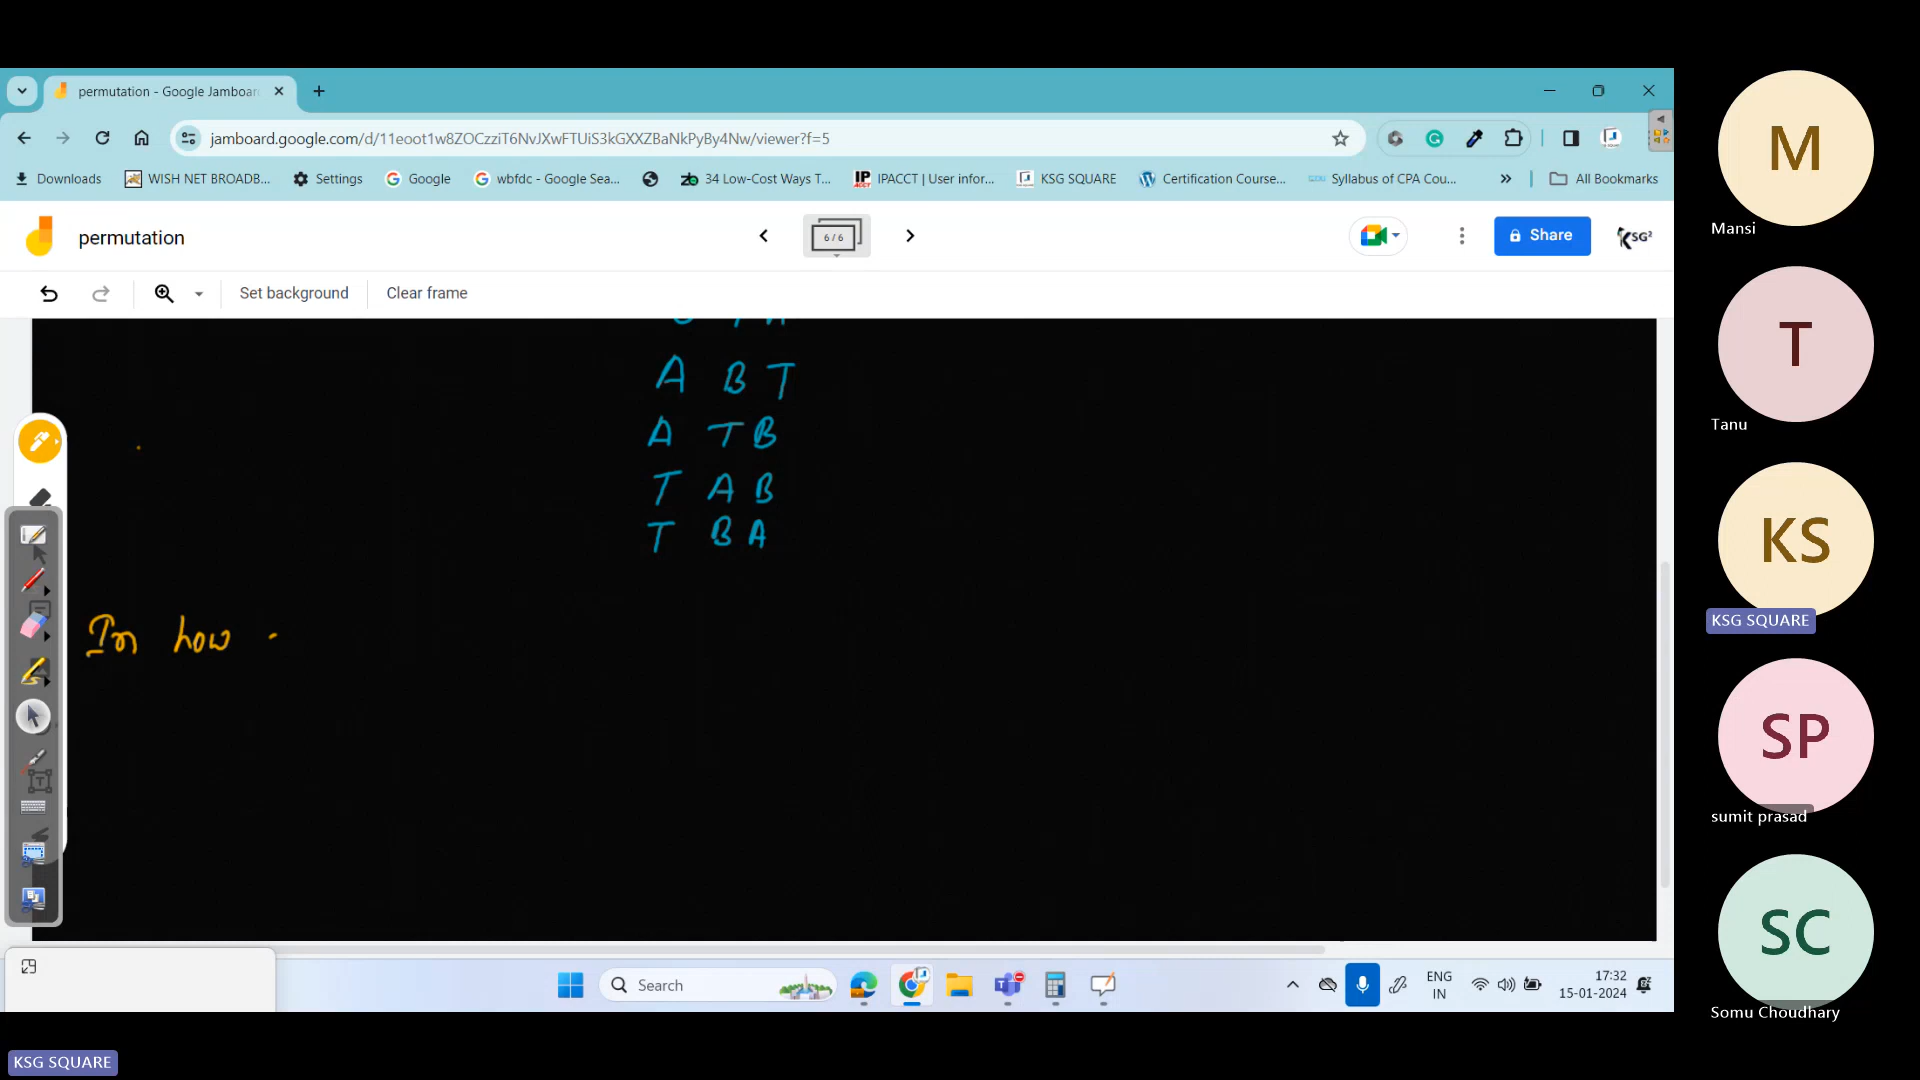 permutation - Google Jamboar
jamboard.google.com/d/11eoot1w8ZOCzziT6NvJXwFTUiS3kGXXZBaNkPyBy4Nw/viewer?f=5
Downloads WISH NET BROADB... Settings Google wbfdc - Google Sea... 34 Low-Cost Ways T... IPACCT | User infor... KSG SQUARE Certification Course... Syllabus of CPA Cou... » All Bookmarks
permutation 6 / 6 Share KSG²
Set background Clear frame
A B T
A T B
T A B
T B A
In how
Search ENG IN 17:32 15-01-2024
KSG SQUARE
M
Mansi
T
Tanu
KS
KSG SQUARE
SP
sumit prasad
SC
Somu Choudhary